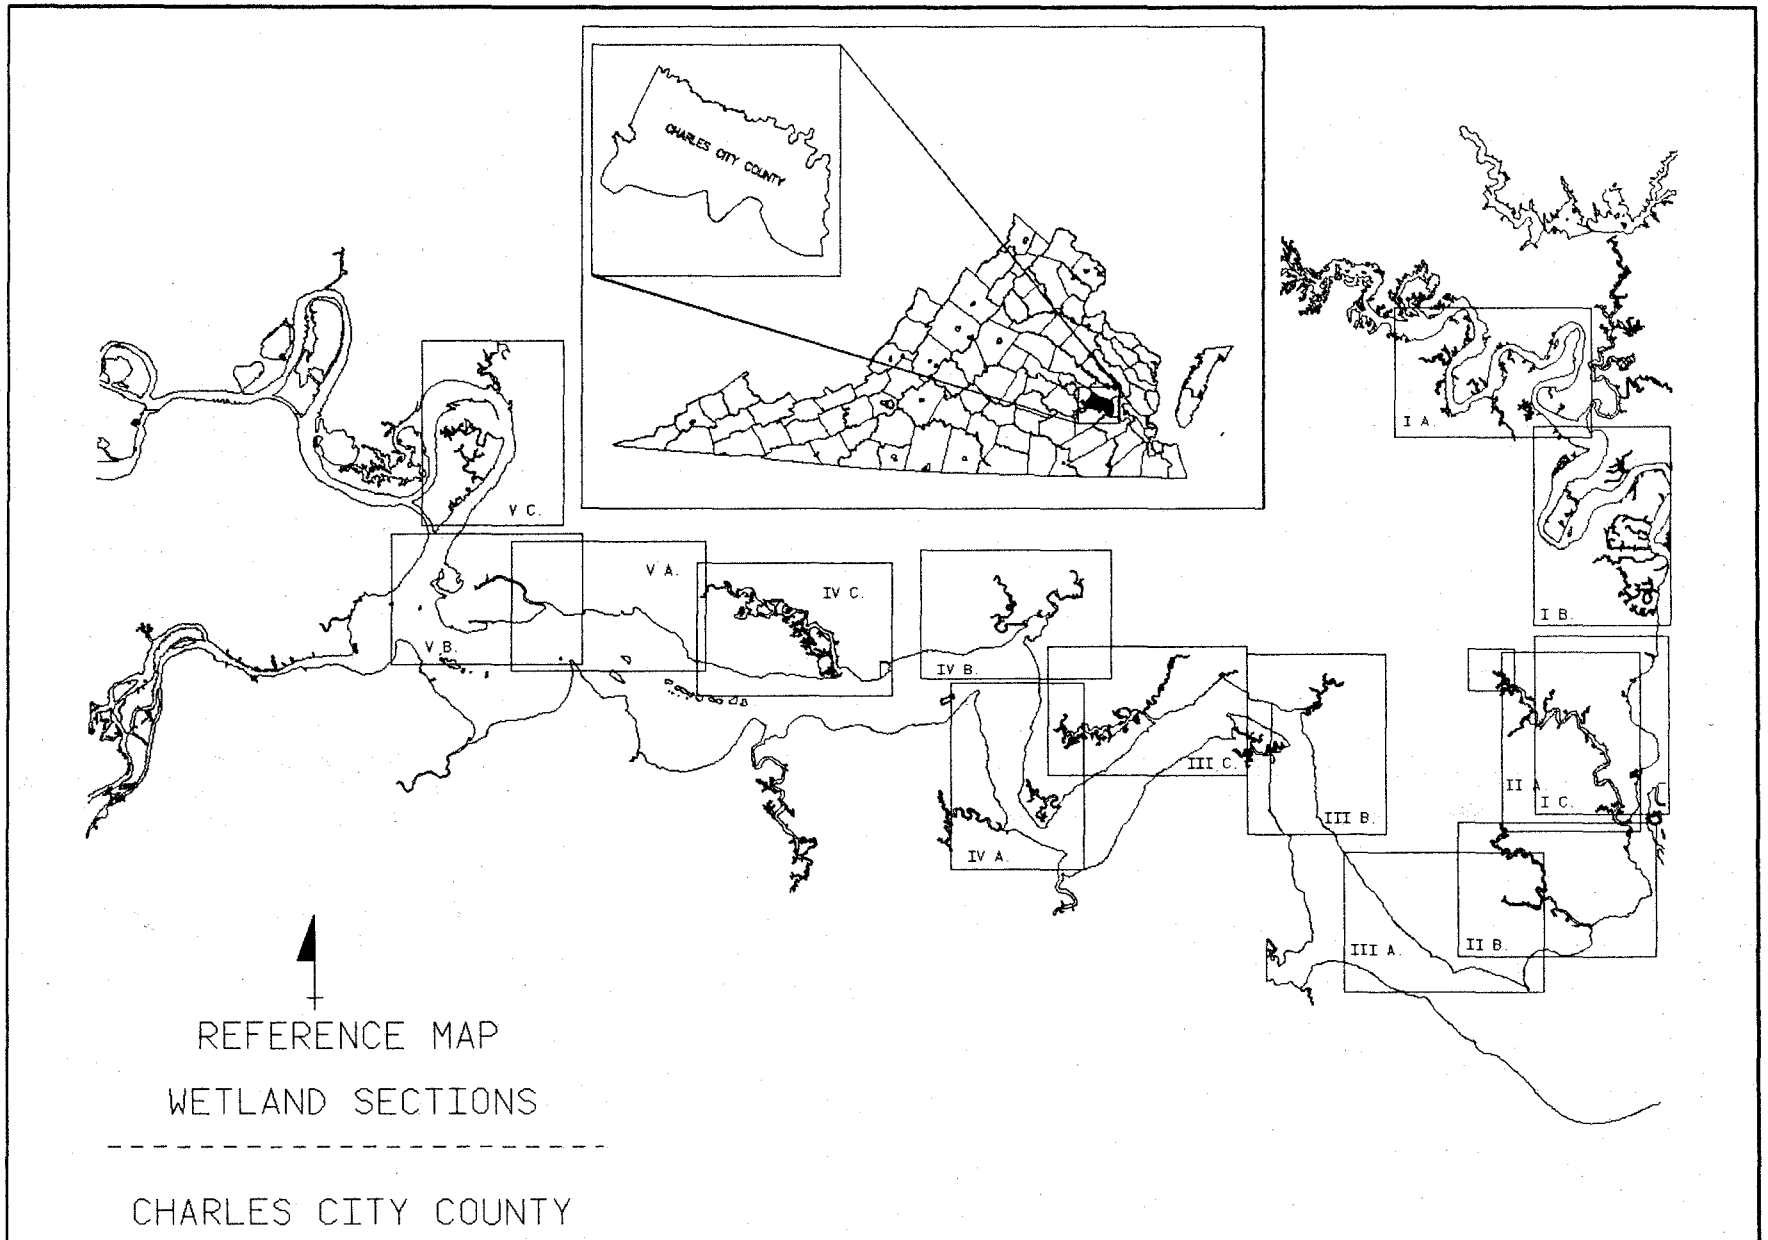 CHARLES CITY COUNTY
I A.
V C.
V A.
IV C.
I B.
V B.
IV B.
III C.
II A.
I C.
III B.
IV A.
II B.
III A.
REFERENCE MAP
WETLAND SECTIONS
CHARLES CITY COUNTY